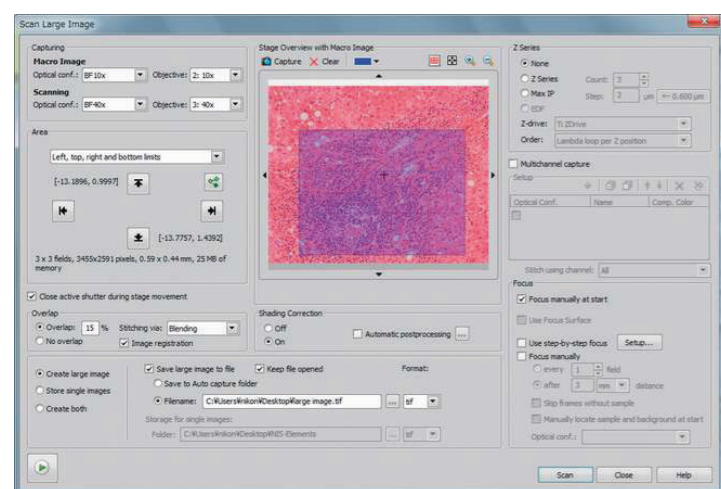 Scan Large Image
Capturing
Macro Image
Optical conf.: BF10x Objective: 2: 10x
Scanning
Optical conf.: BF40x Objective: 3: 40x
Area
Left, top, right and bottom limits
[-13.1896, 0.9997]
[-13.7757, 1.4392]
3 x 3 fields, 3455x2591 pixels, 0.59 x 0.44 mm, 25 MB of
memory
Close active shutter during stage movement
Overlap
Overlap: 15 % Stitching via: Blending
No overlap Image registration
Stage Overview with Macro Image
Capture Clear
Shading Correction
Off
On
Automatic postprocessing ...
Create large image
Store single images
Create both
Save large image to file Keep file opened Format:
Save to Auto capture folder
Filename: C:¥Users¥nikon¥Desktop¥large image.tif ... tif
Storage for single images:
Folder: C:¥Users¥nikon¥Desktop¥NIS-Elements ... tif
Z Series
None
Z Series Count: 3
Max IP Step: 2 µm <-- 0.600 µm
EDF
Z-drive: Ti ZDrive
Order: Lambda loop per Z position
Multichannel capture
Setup
Optical Conf. Name Comp. Color
Stitch using channel: All
Focus
Focus manually at start
Use Focus Surface
Use step-by-step focus Setup...
Focus manually
every 1 field
after 3 mm distance
Skip frames without sample
Manually locate sample and background at start
Optical conf.:
Scan Close Help